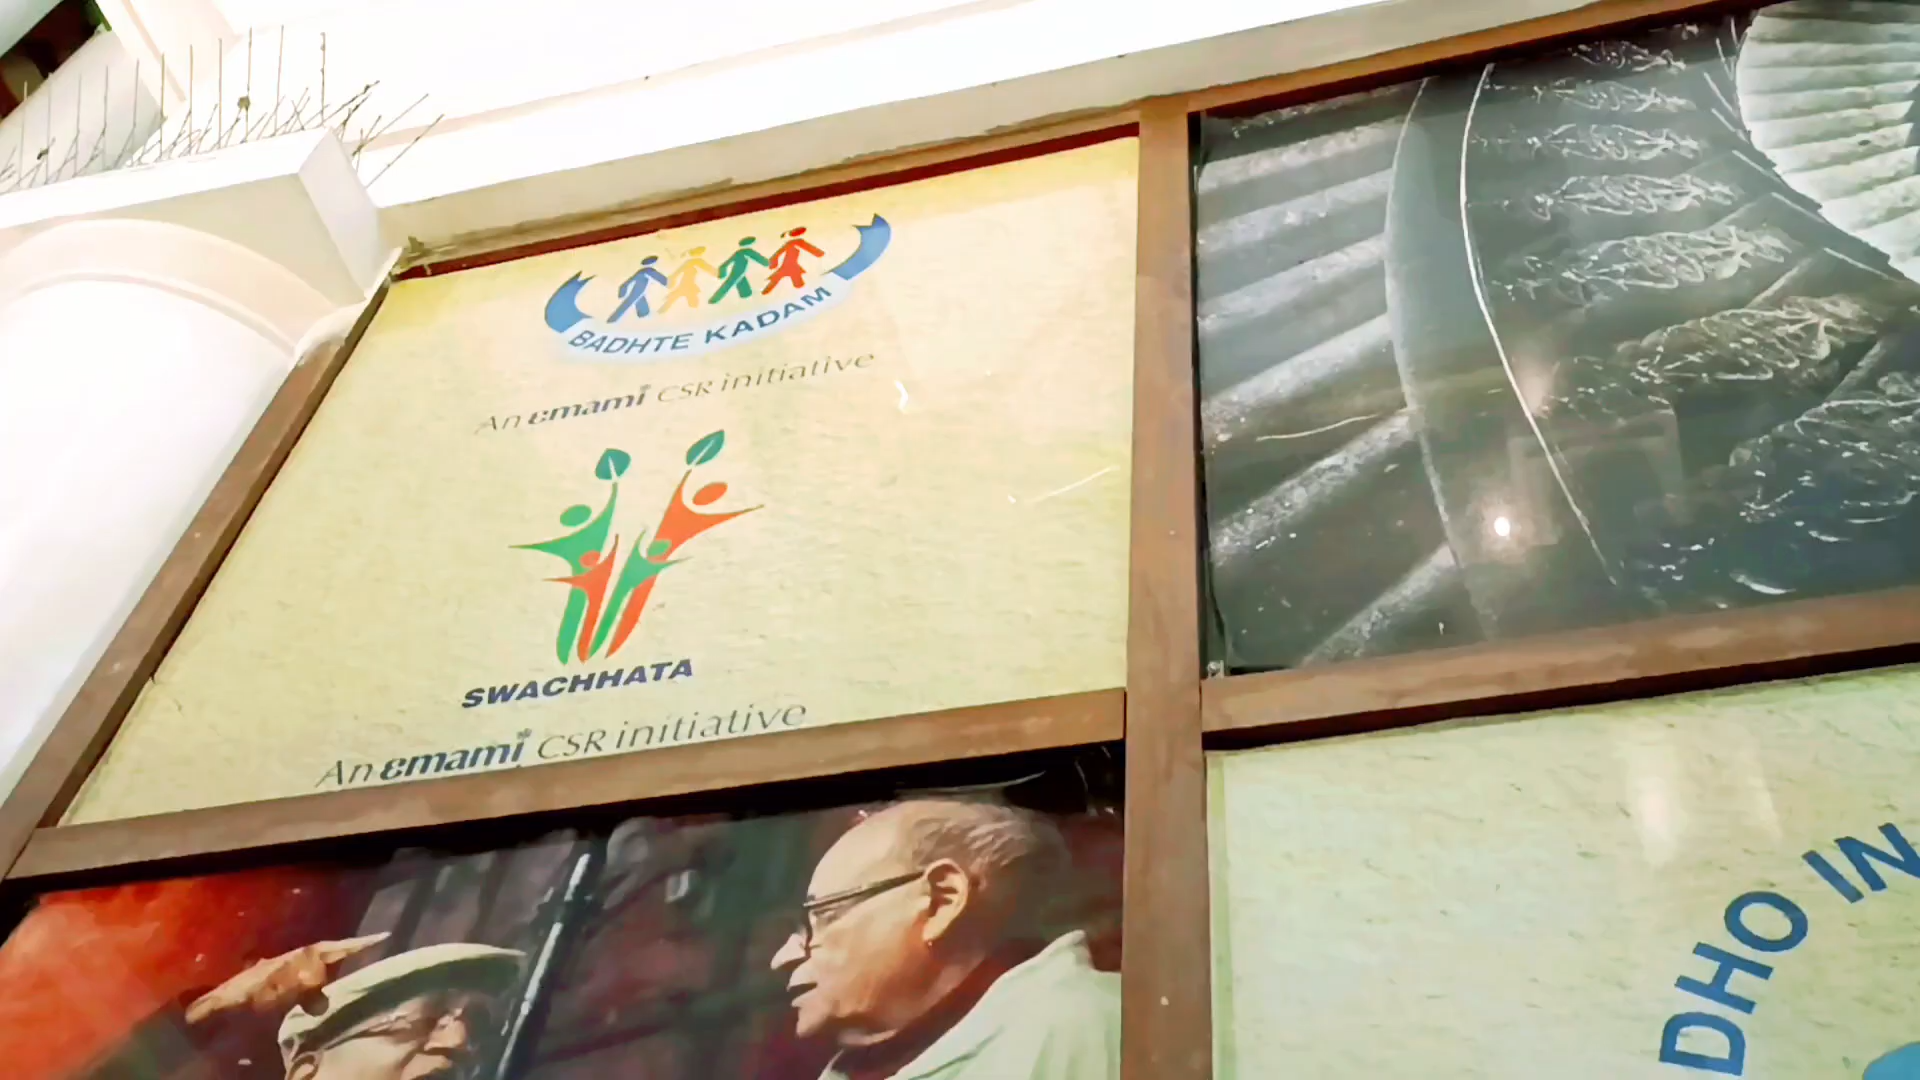 BADHTE KADAM
An emami CSR initiative
SWACHHATA
An emami CSR initiative
DHO IN